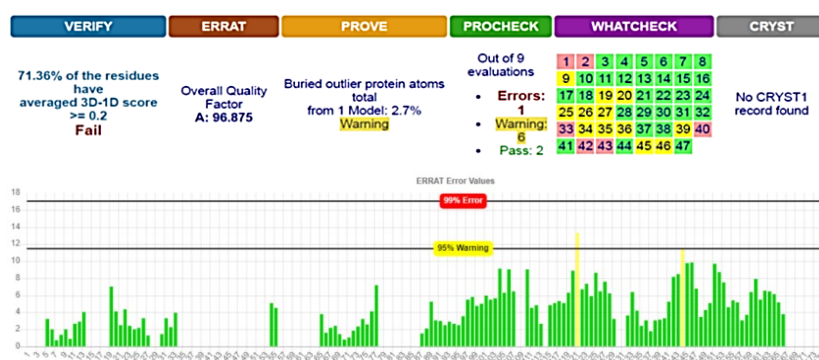 VERIFY ERRAT PROVE PROCHECK WHATCHECK CRYST
71.36% of the residues
have
averaged 3D-1D score
>= 0.2
Fail
Overall Quality
Factor
A: 96.875
Buried outlier protein atoms
total
from 1 Model: 2.7%
Warning
Out of 9
evaluations
• Errors:
1
• Warning:
6
• Pass: 2
1 2 3 4 5 6 7 8
9 10 11 12 13 14 15 16
17 18 19 20 21 22 23 24
25 26 27 28 29 30 31 32
33 34 35 36 37 38 39 40
41 42 43 44 45 46 47
No CRYST1
record found
ERRAT Error Values
18
16
14
12
10
8
6
4
2
0
99% Error
95% Warning